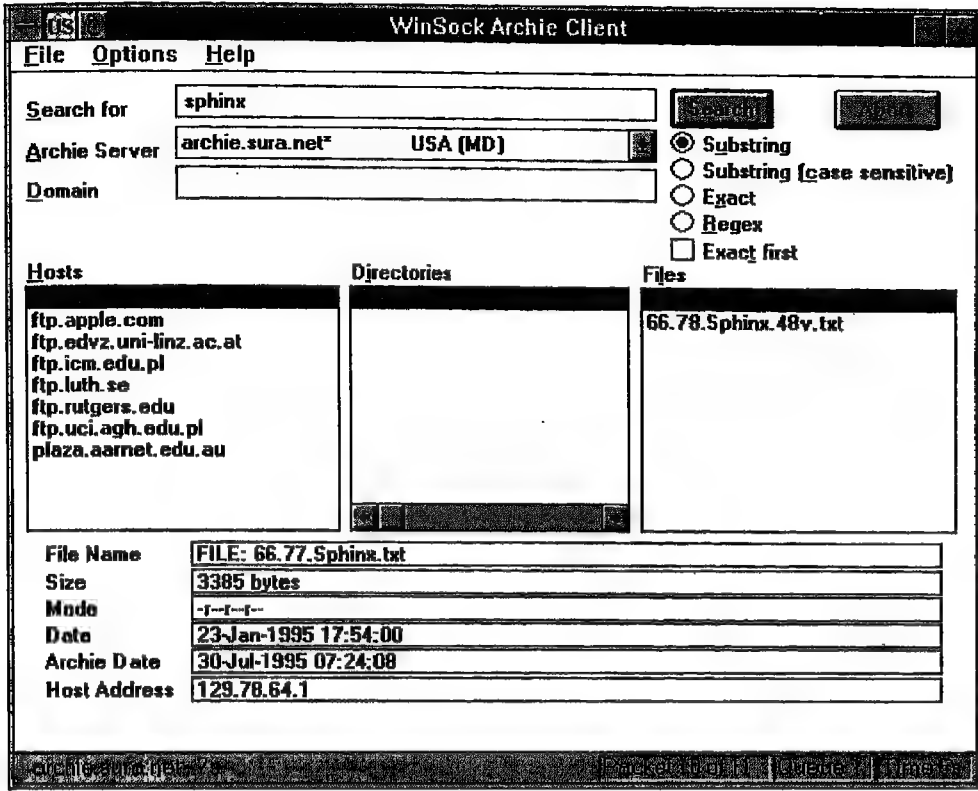 WinSock Archie Client
File Options Help
Search for sphinx
Search
Archie Server archie.sura.net* USA (MD)
Domain
Substring
Substring (case sensitive)
Exact
Regex
Exact first
Hosts
ftp.apple.com
ftp.edvz.uni-linz.ac.at
ftp.icm.edu.pl
ftp.luth.se
ftp.rutgers.edu
ftp.uci.agh.edu.pl
plaza.aarnet.edu.au
Directories
Files
66.78.Sphinx.48v.txt
File Name FILE: 66.77.Sphinx.txt
Size 3385 bytes
Mode -r--r--r--
Date 23-Jan-1995 17:54:00
Archie Date 30-Jul-1995 07:24:08
Host Address 129.78.64.1